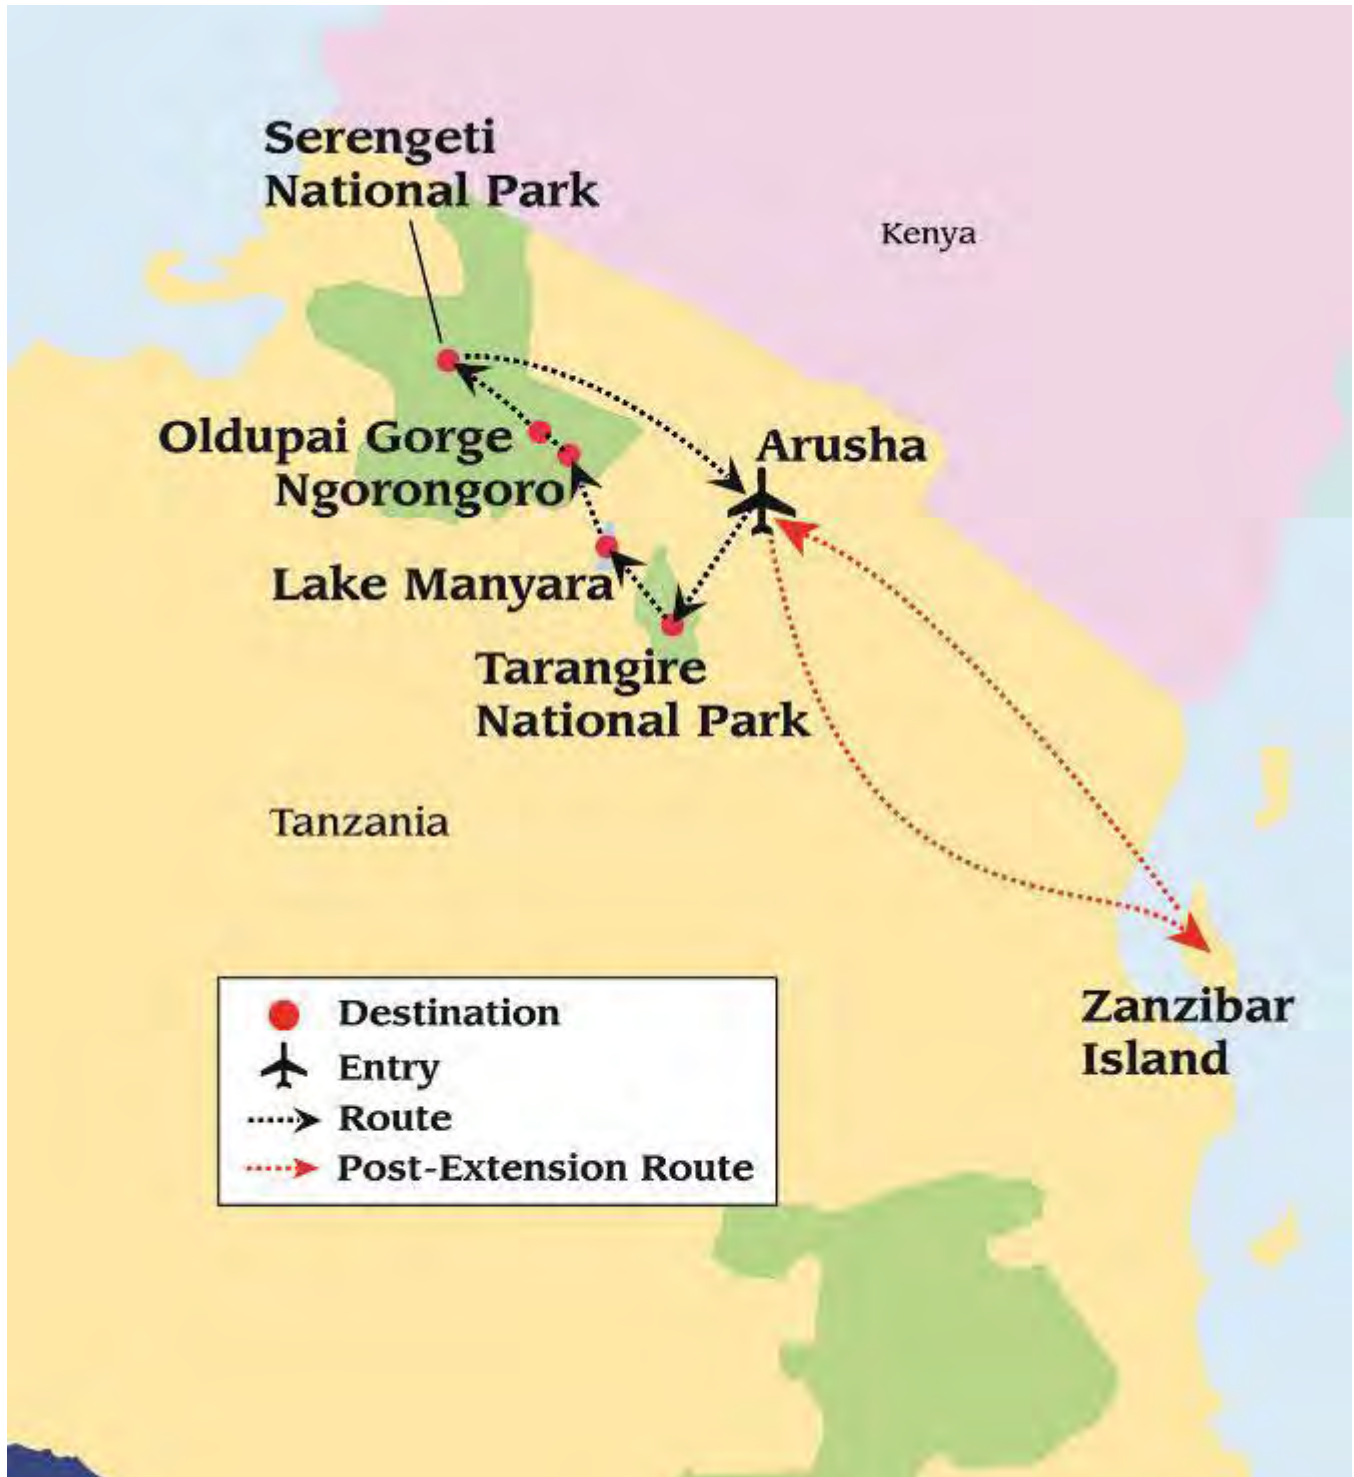 Serengeti
National Park
Kenya
Oldupai Gorge
Arusha
Ngorongoro
Lake Manyara
Tarangire
National Park
Tanzania
Zanzibar
Island
Destination
Entry
Route
Post-Extension Route